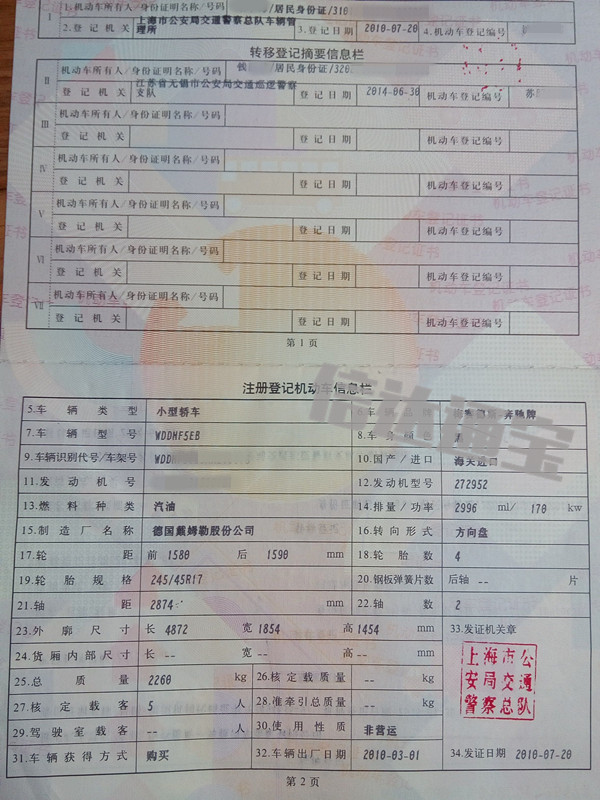 1.机动车所有人/身份证明名称/号码 /居民身份证/310
I
2.登记机关 上海市公安局交通警察总队车辆管理所 3.登记日期 2010-07-20 4.机动车登记编号
转移登记摘要信息栏
II
机动车所有人/身份证明名称/号码 /居民身份证/320
登记机关 江苏省无锡市公安局交通巡逻警察支队 登记日期 2014-06-30 机动车登记编号 苏
III
机动车所有人/身份证明名称/号码
登记机关 登记日期 机动车登记编号
IV
机动车所有人/身份证明名称/号码
登记机关 登记日期 机动车登记编号
V
机动车所有人/身份证明名称/号码
登记机关 登记日期 机动车登记编号
VI
机动车所有人/身份证明名称/号码
登记机关 登记日期 机动车登记编号
VII
机动车所有人/身份证明名称/号码
登记机关 登记日期 机动车登记编号
第1页
注册登记机动车信息栏
信达通宝
5.车辆类型 小型轿车 6.车辆品牌 奔驰牌
7.车辆型号 WDDHF5EB 8.车身颜色 黑
9.车辆识别代号/车架号 WDD 10.国产/进口 海关进口
11.发动机号 12.发动机型号 272952
13.燃料种类 汽油 14.排量/功率 2996 ml/ 170 kw
15.制造厂名称 德国戴姆勒股份公司 16.转向形式 方向盘
17.轮距 前 1580 后 1590 mm 18.轮胎数 4
19.轮胎规格 245/45R17 20.钢板弹簧片数 后轴 -- 片
21.轴距 2874 mm 22.轴数 2
23.外廓尺寸 长 4872 宽 1854 高 1454 mm 33.发证机关章
24.货厢内部尺寸 长 -- 宽 -- 高 -- mm
上海市公
安局交通
警察总队
25.总质量 2260 kg 26.核定载质量 -- kg
27.核定载客 5 人 28.准牵引总质量 -- kg
29.驾驶室载客 -- 人 30.使用性质 非营运
31.车辆获得方式 购买 32.车辆出厂日期 2010-03-01 34.发证日期 2010-07-20
第2页